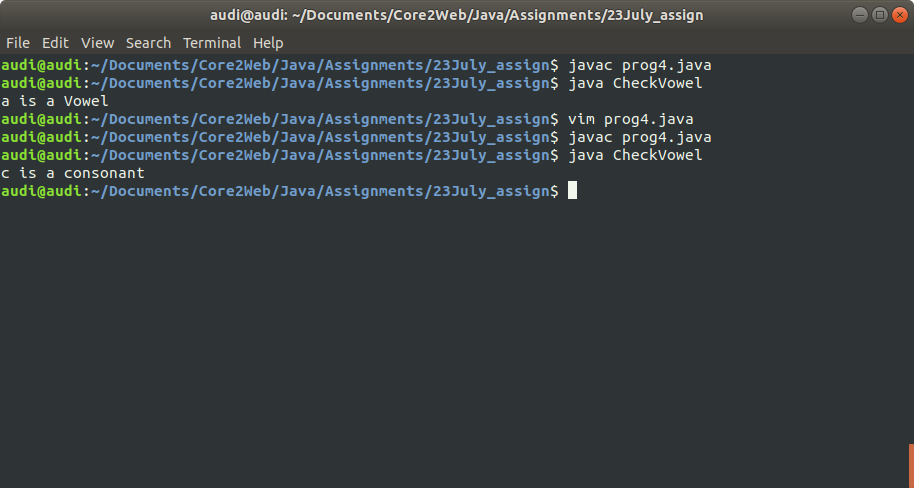 audi@audi: ~/Documents/Core2Web/Java/Assignments/23July_assign
File Edit View Search Terminal Help
audi@audi:~/Documents/Core2Web/Java/Assignments/23July_assign$ javac prog4.java
audi@audi:~/Documents/Core2Web/Java/Assignments/23July_assign$ java CheckVowel
a is a Vowel
audi@audi:~/Documents/Core2Web/Java/Assignments/23July_assign$ vim prog4.java
audi@audi:~/Documents/Core2Web/Java/Assignments/23July_assign$ javac prog4.java
audi@audi:~/Documents/Core2Web/Java/Assignments/23July_assign$ java CheckVowel
c is a consonant
audi@audi:~/Documents/Core2Web/Java/Assignments/23July_assign$